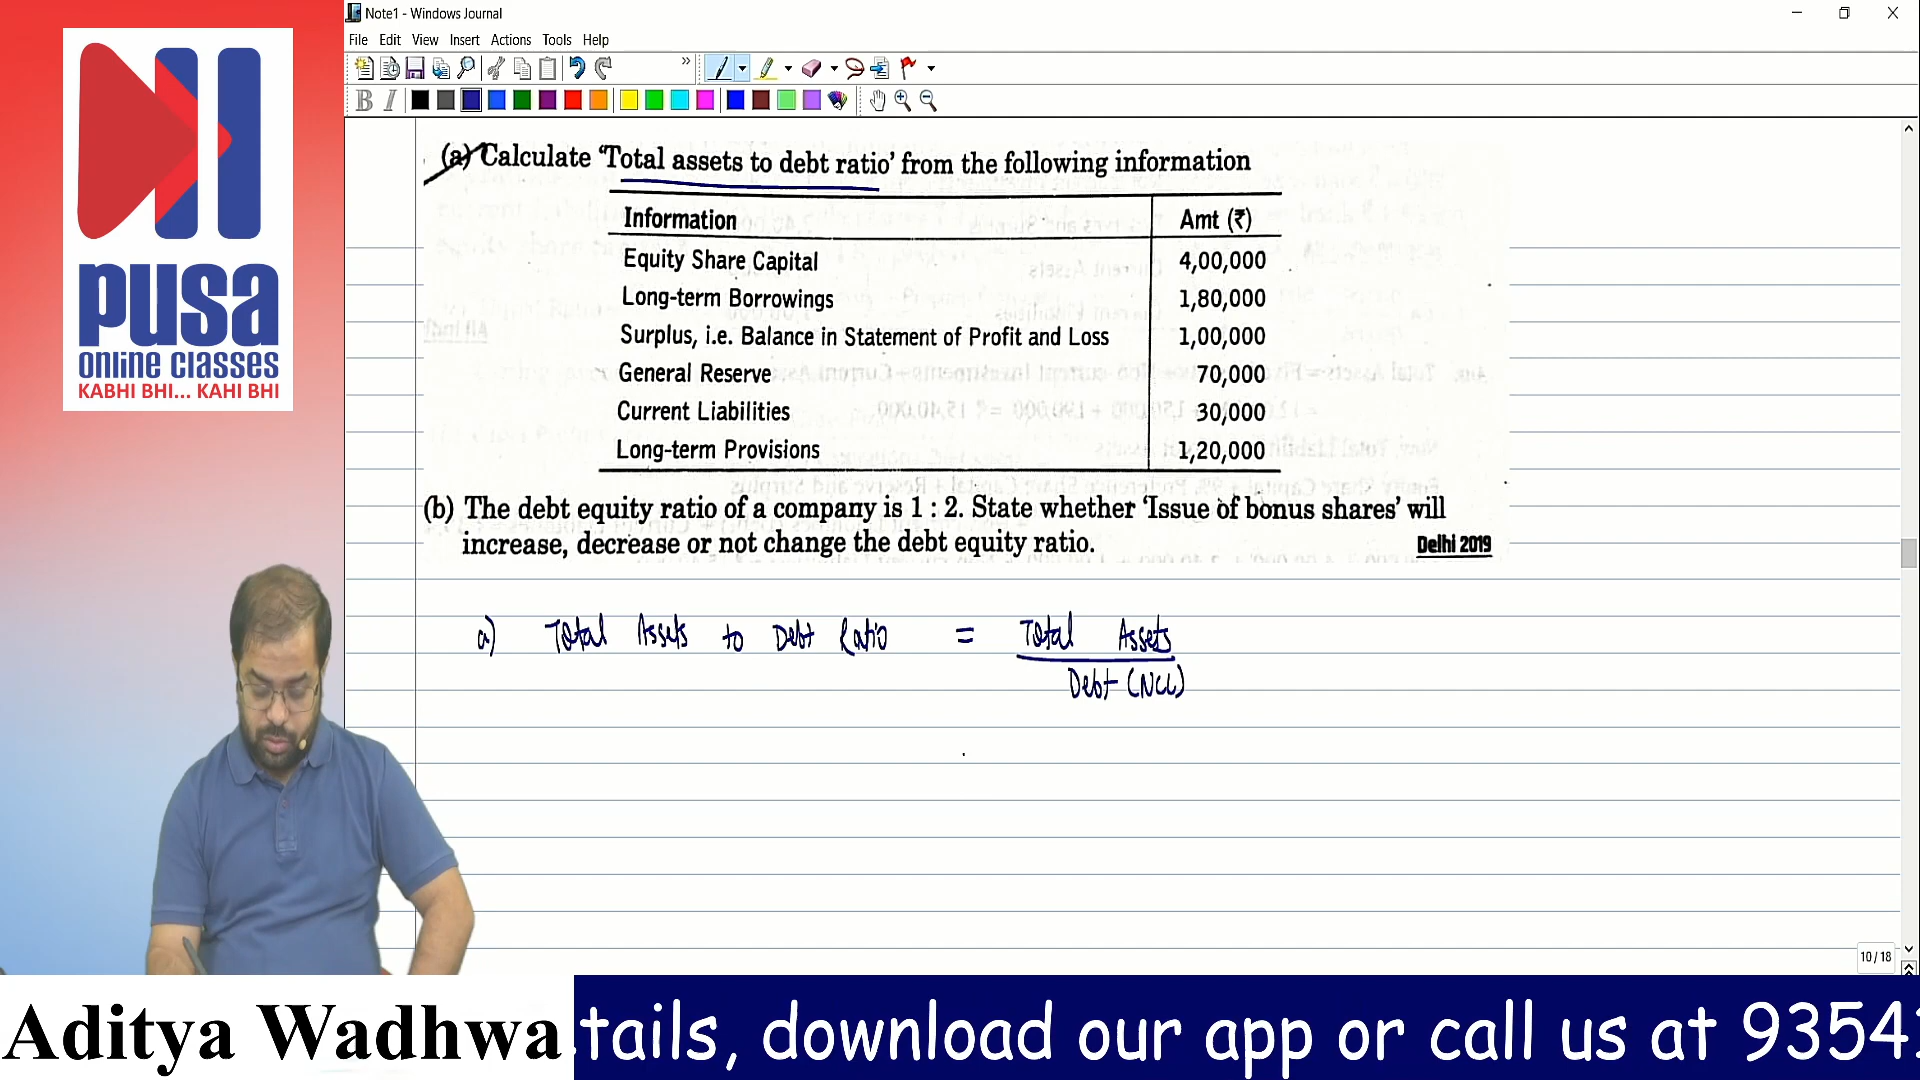 Note1 - Windows Journal
File Edit View Insert Actions Tools Help
PUSA
ONLINE CLASSES
KABHI BHI... KAHI BHI
(a) Calculate 'Total assets to debt ratio' from the following information
Information Amt (₹)
Equity Share Capital 4,00,000
Long-term Borrowings 1,80,000
Surplus, i.e. Balance in Statement of Profit and Loss 1,00,000
General Reserve 70,000
Current Liabilities 30,000
Long-term Provisions 1,20,000
(b) The debt equity ratio of a company is 1 : 2. State whether 'Issue of bonus shares' will
increase, decrease or not change the debt equity ratio. Delhi 2019
a) Total Assets to Debt Ratio = Total Assets
Debt (NCL)
10 / 18
Aditya Wadhwa
tails, download our app or call us at 9354